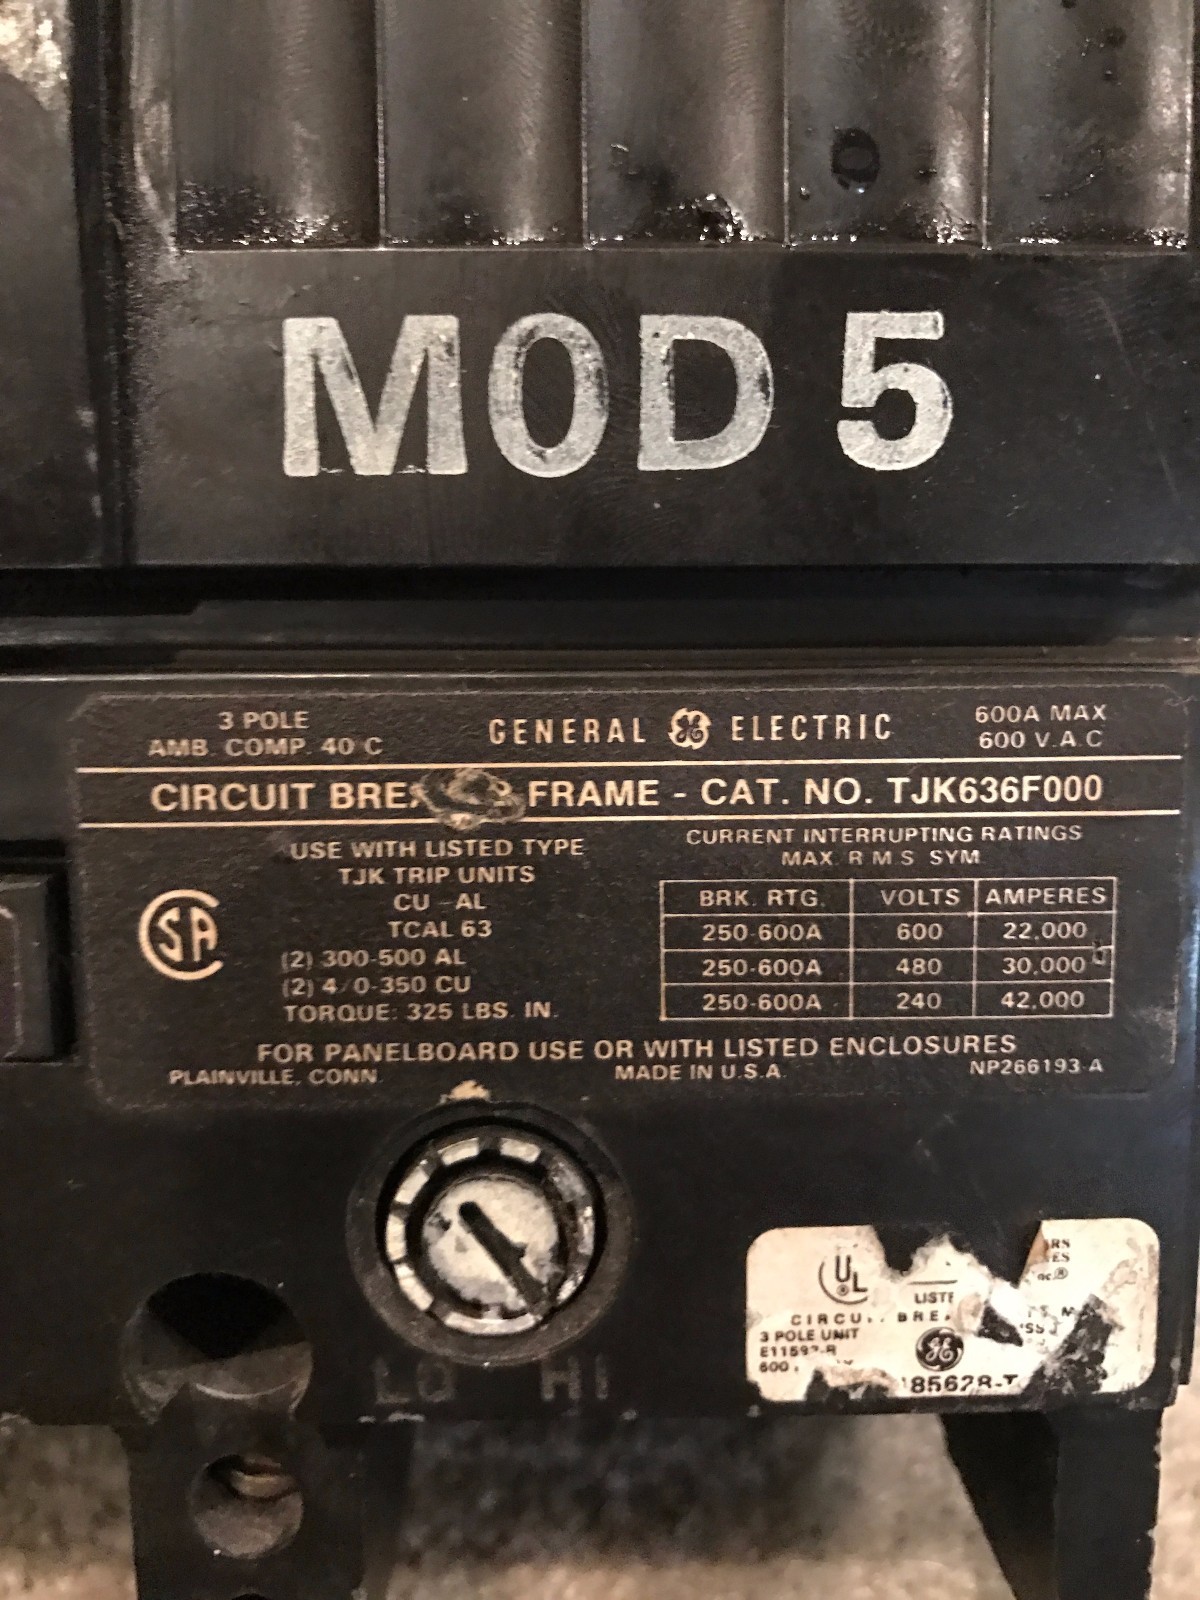 MOD 5
3 POLE
AMB. COMP. 40 C
GENERAL GE ELECTRIC
600A MAX
600 V.A.C
CIRCUIT FRAME - CAT. NO. TJK636F000
USE WITH LISTED TYPE
TJK TRIP UNITS
CU-AL
TCAL 63
(2) 300-500 AL
(2) 4/0-350 CU
TORQUE: 325 LBS. IN.
SA
CURRENT INTERRUPTING RATINGS
MAX. R M S SYM.
BRK. RTG. VOLTS AMPERES
250-600A 600 22,000
250-600A 480 30,000
250-600A 240 42,000
FOR PANELBOARD USE OR WITH LISTED ENCLOSURES
PLAINVILLE, CONN. MADE IN U.S.A. NP266193-A
LO HI
UL
3 POLE UNIT
GE
600